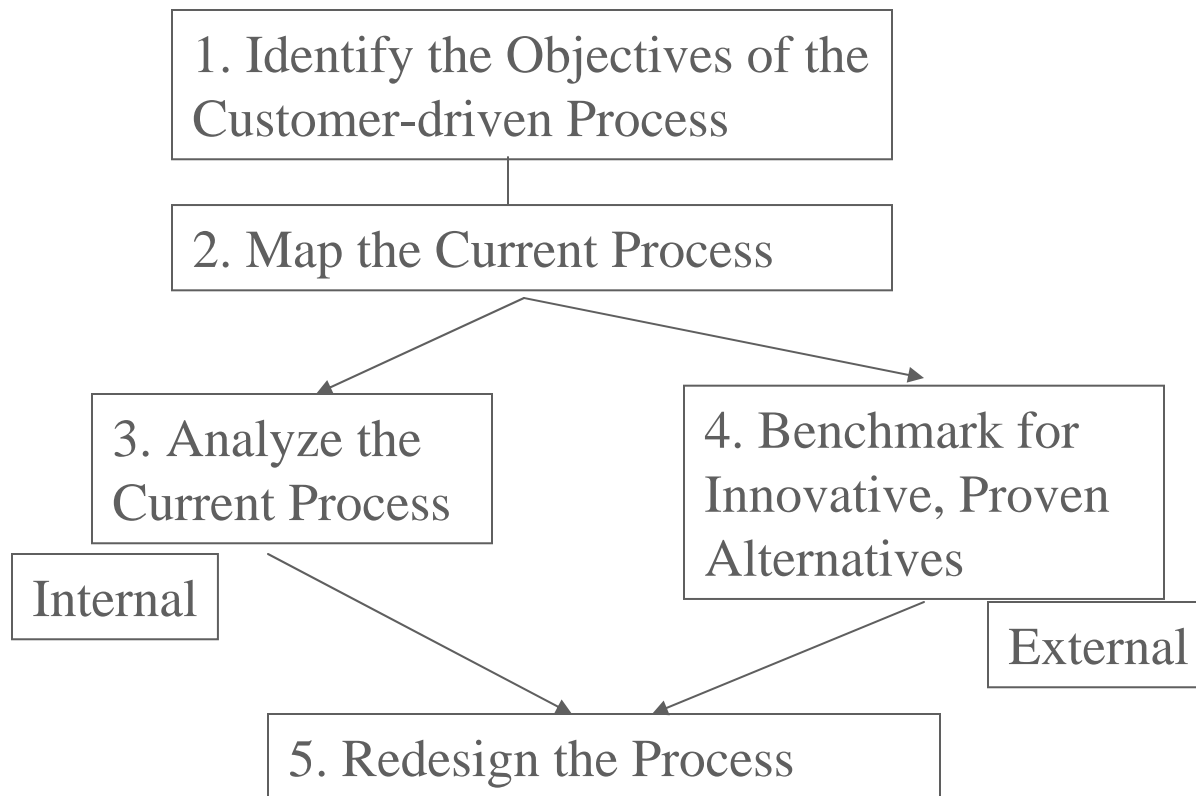 1. Identify the Objectives of the
Customer-driven Process
2. Map the Current Process
3. Analyze the
Current Process
4. Benchmark for
Innovative, Proven
Alternatives
Internal
External
5. Redesign the Process